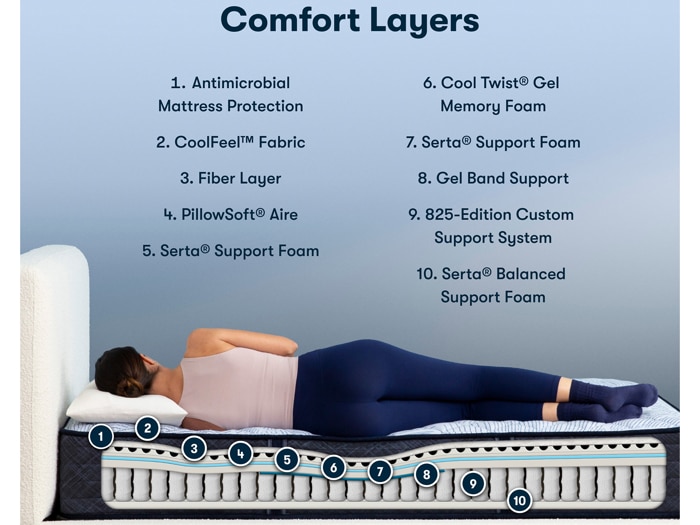 Comfort Layers
1. Antimicrobial
Mattress Protection
2. CoolFeel™ Fabric
3. Fiber Layer
4. PillowSoft® Aire
5. Serta® Support Foam
6. Cool Twist® Gel
Memory Foam
7. Serta® Support Foam
8. Gel Band Support
9. 825-Edition Custom
Support System
10. Serta® Balanced
Support Foam
1
2
3
4
5
6
7
8
9
10